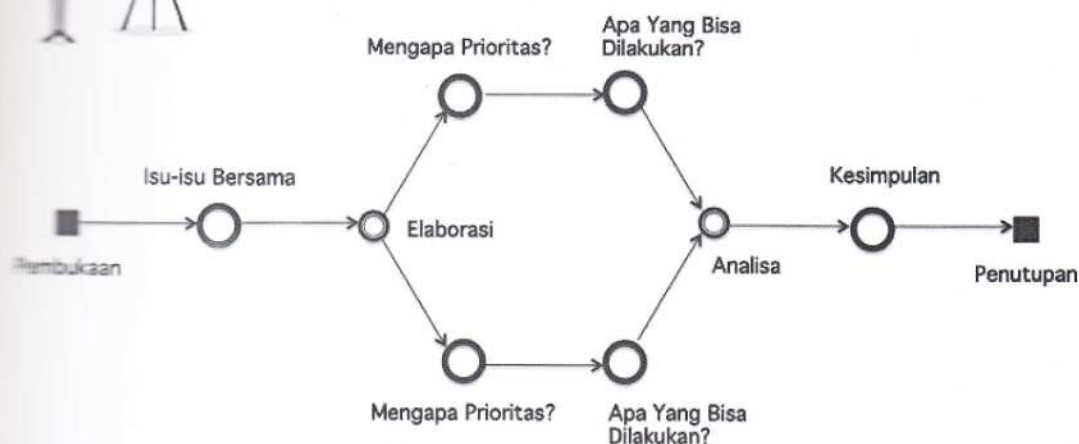 Apa Yang Bisa
Dilakukan?
Mengapa Prioritas?
Isu-isu Bersama
Kesimpulan
Elaborasi
Pembukaan
Analisa
Penutupan
Mengapa Prioritas?
Apa Yang Bisa
Dilakukan?